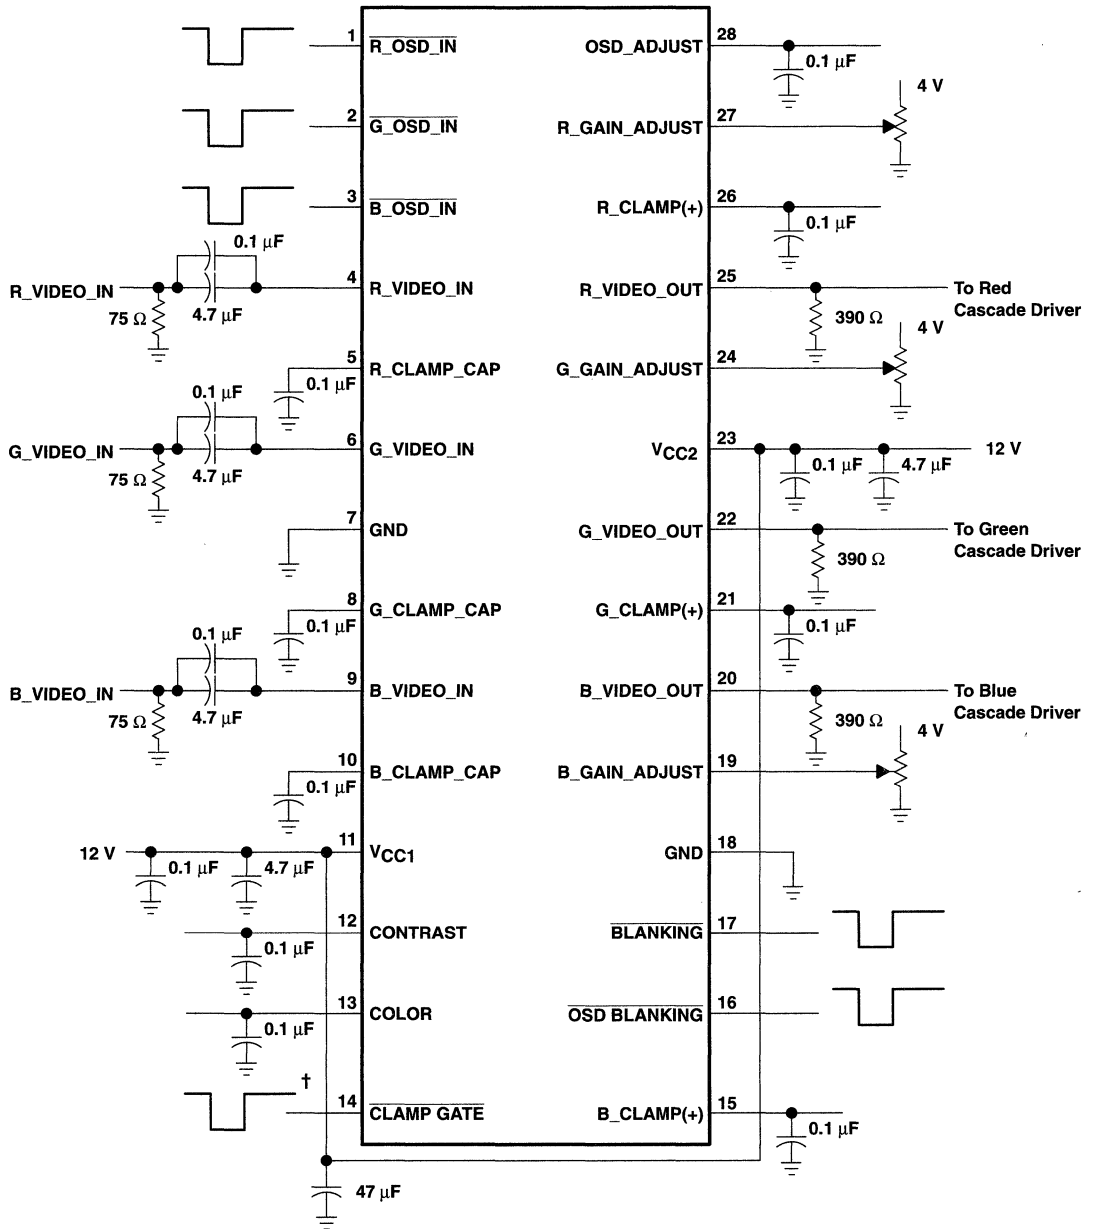 1 R_OSD_IN
OSD_ADJUST 28
0.1 µF
4 V
2 G_OSD_IN
R_GAIN_ADJUST 27
3 B_OSD_IN
R_CLAMP(+) 26
0.1 µF
0.1 µF
R_VIDEO_IN
4 R_VIDEO_IN
75 Ω
4.7 µF
R_VIDEO_OUT 25
To Red
Cascade Driver
390 Ω
4 V
5 R_CLAMP_CAP
0.1 µF
G_GAIN_ADJUST 24
0.1 µF
G_VIDEO_IN
6 G_VIDEO_IN
75 Ω
4.7 µF
VCC2 23
12 V
0.1 µF
4.7 µF
7 GND
G_VIDEO_OUT 22
To Green
Cascade Driver
390 Ω
8 G_CLAMP_CAP
0.1 µF
G_CLAMP(+) 21
0.1 µF
0.1 µF
B_VIDEO_IN
9 B_VIDEO_IN
75 Ω
4.7 µF
B_VIDEO_OUT 20
To Blue
Cascade Driver
390 Ω
4 V
10 B_CLAMP_CAP
0.1 µF
B_GAIN_ADJUST 19
12 V
11 VCC1
0.1 µF
4.7 µF
GND 18
12 CONTRAST
0.1 µF
BLANKING 17
13 COLOR
0.1 µF
OSD BLANKING 16
†
14 CLAMP GATE
B_CLAMP(+) 15
0.1 µF
47 µF